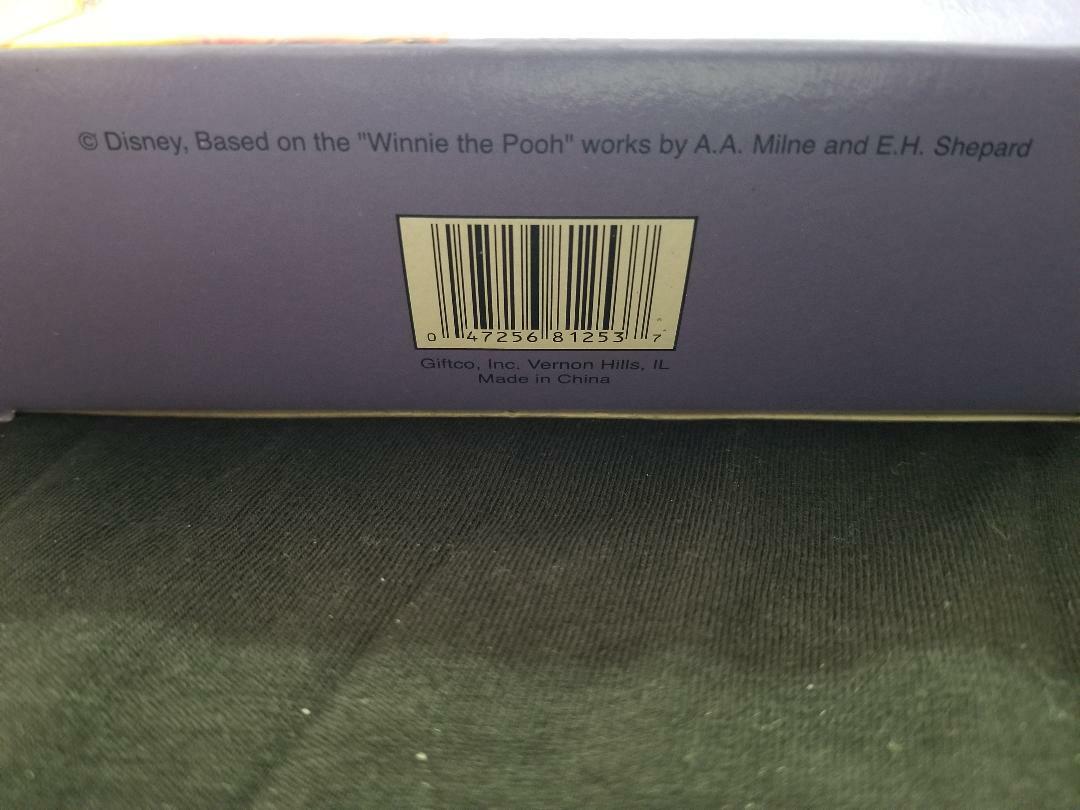 © Disney, Based on the "Winnie the Pooh" works by A.A. Milne and E.H. Shepard
0 47256 81253 7
Giftco, Inc. Vernon Hills, IL
Made in China